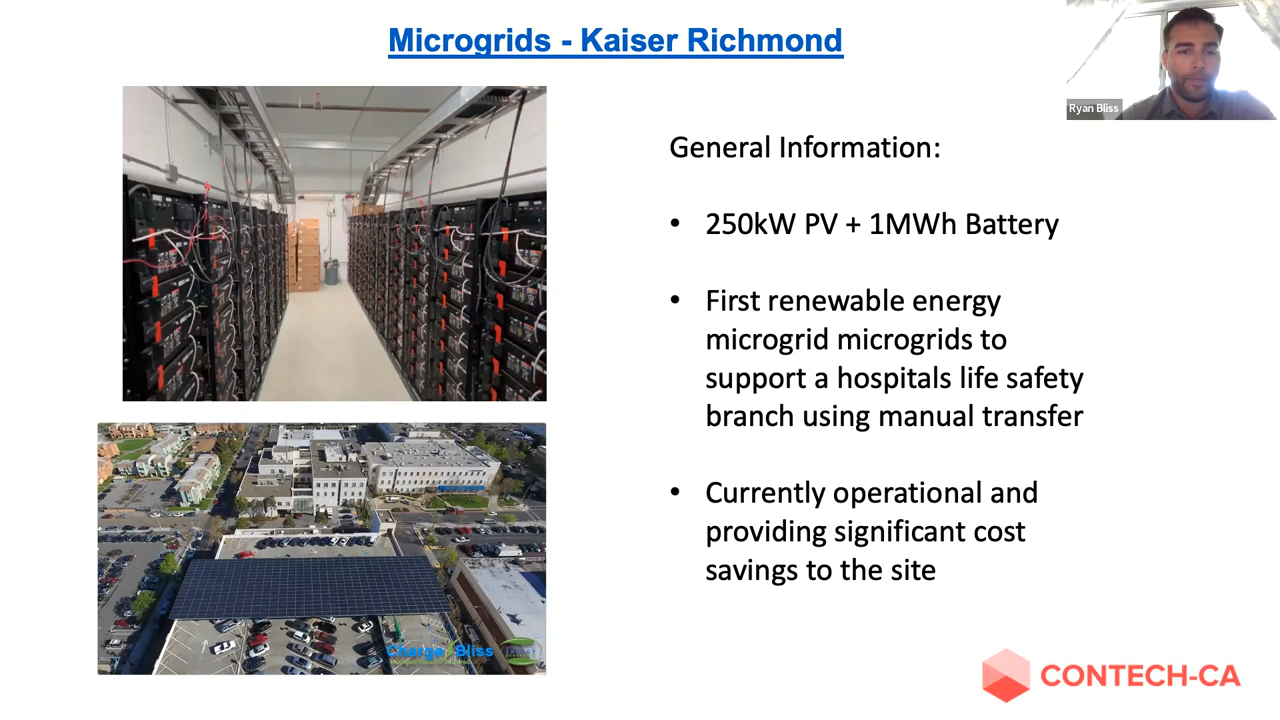 Microgrids - Kaiser Richmond
Ryan Bliss
General Information:
• 250kW PV + 1MWh Battery
• First renewable energy
microgrid microgrids to
support a hospitals life safety
branch using manual transfer
• Currently operational and
providing significant cost
savings to the site
Charge Bliss
CONTECH-CA